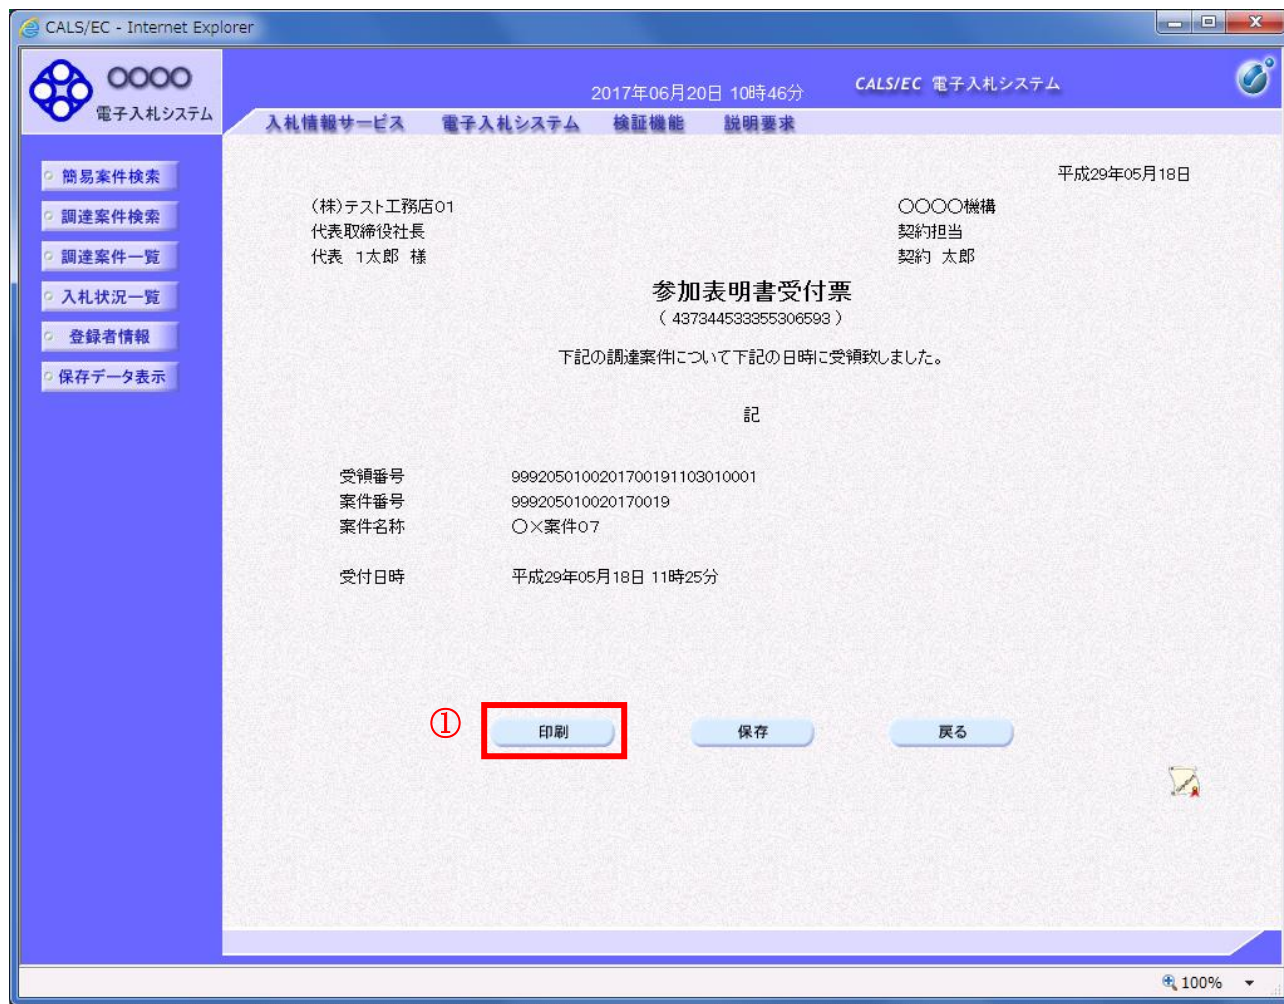 CALS/EC - Internet Explorer
〇〇〇〇
電子入札システム
2017年06月20日 10時46分
CALS/EC 電子入札システム
入札情報サービス 電子入札システム 検証機能 説明要求
簡易案件検索
調達案件検索
調達案件一覧
入札状況一覧
登録者情報
保存データ表示
平成29年05月18日
(株)テスト工務店01
代表取締役社長
代表 1太郎 様
〇〇〇〇機構
契約担当
契約 太郎
参加表明書受付票
( 437344533355306593 )
下記の調達案件について下記の日時に受領致しました。
記
受領番号 99920501002017001911030​10001
案件番号 999205010020170019
案件名称 〇×案件07
受付日時 平成29年05月18日 11時25分
①
印刷 保存 戻る
100%